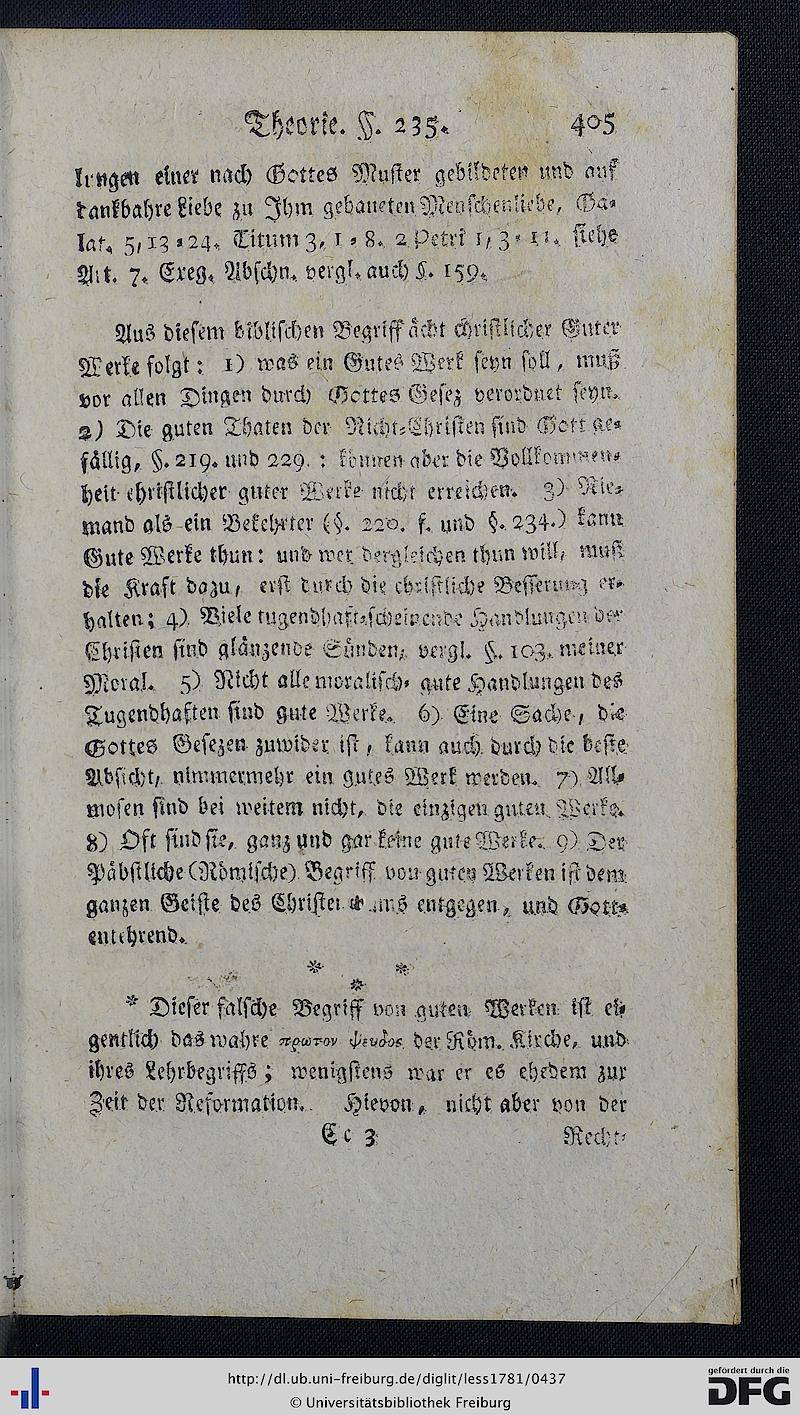 Theorie. §. 235. 405
lungen einer nach Gottes Muster gebildeten und auf
dankbahre Liebe zu Ihm gebaueten Menschenliebe, Ga-
lat. 5, 13-24. Titum 3, 1-8. 2 Petri 1, 3-11. siehe
Art. 7. Exeg. Abschn. vergl. auch §. 159.
Aus diesem biblischen Begriff ächt christlicher Guter
Werke folgt: 1) was ein Gutes Werk seyn soll, muß
vor allen Dingen durch Gottes Gesez verordnet seyn.
2) Die guten Thaten der Nicht-Christen sind Gott ge-
fällig, §. 219. und 229. : können aber die Vollkommen-
heit christlicher guter Werke nicht erreichen. 3) Nie-
mand als ein Bekehrter (§. 220. f. und §. 234.) kann
Gute Werke thun: und wer dergleichen thun will, muß
die Kraft dazu, erst durch die christliche Besserung er-
halten; 4) Viele tugendhaft-scheinende Handlungen der
Christen sind glänzende Sünden, vergl. §. 103. meiner
Moral. 5) Nicht alle moralisch-gute Handlungen des
Tugendhaften sind gute Werke. 6) Eine Sache, die
Gottes Gesezen zuwider ist, kann auch durch die beste
Absicht, nimmermehr ein gutes Werk werden. 7) All-
mosen sind bei weitem nicht, die einzigen guten Werke.
8) Oft sind sie, ganz und gar keine gute Werke. 9) Der
Päbstliche (Römische) Begriff von guten Werken ist dem
ganzen Geiste des Christentums entgegen, und Gott-
entehrend.
* * *
* Dieser falsche Begriff von guten Werken ist ei-
gentlich das wahre πρωτον ψευδος der Röm. Kirche, und
ihres Lehrbegriffs; wenigstens war er es ehedem zur
Zeit der Reformation. Hievon, nicht aber von der
Cc 3 Recht-
http://dl.ub.uni-freiburg.de/diglit/less1781/0437
© Universitätsbibliothek Freiburg
gefördert durch die
DFG